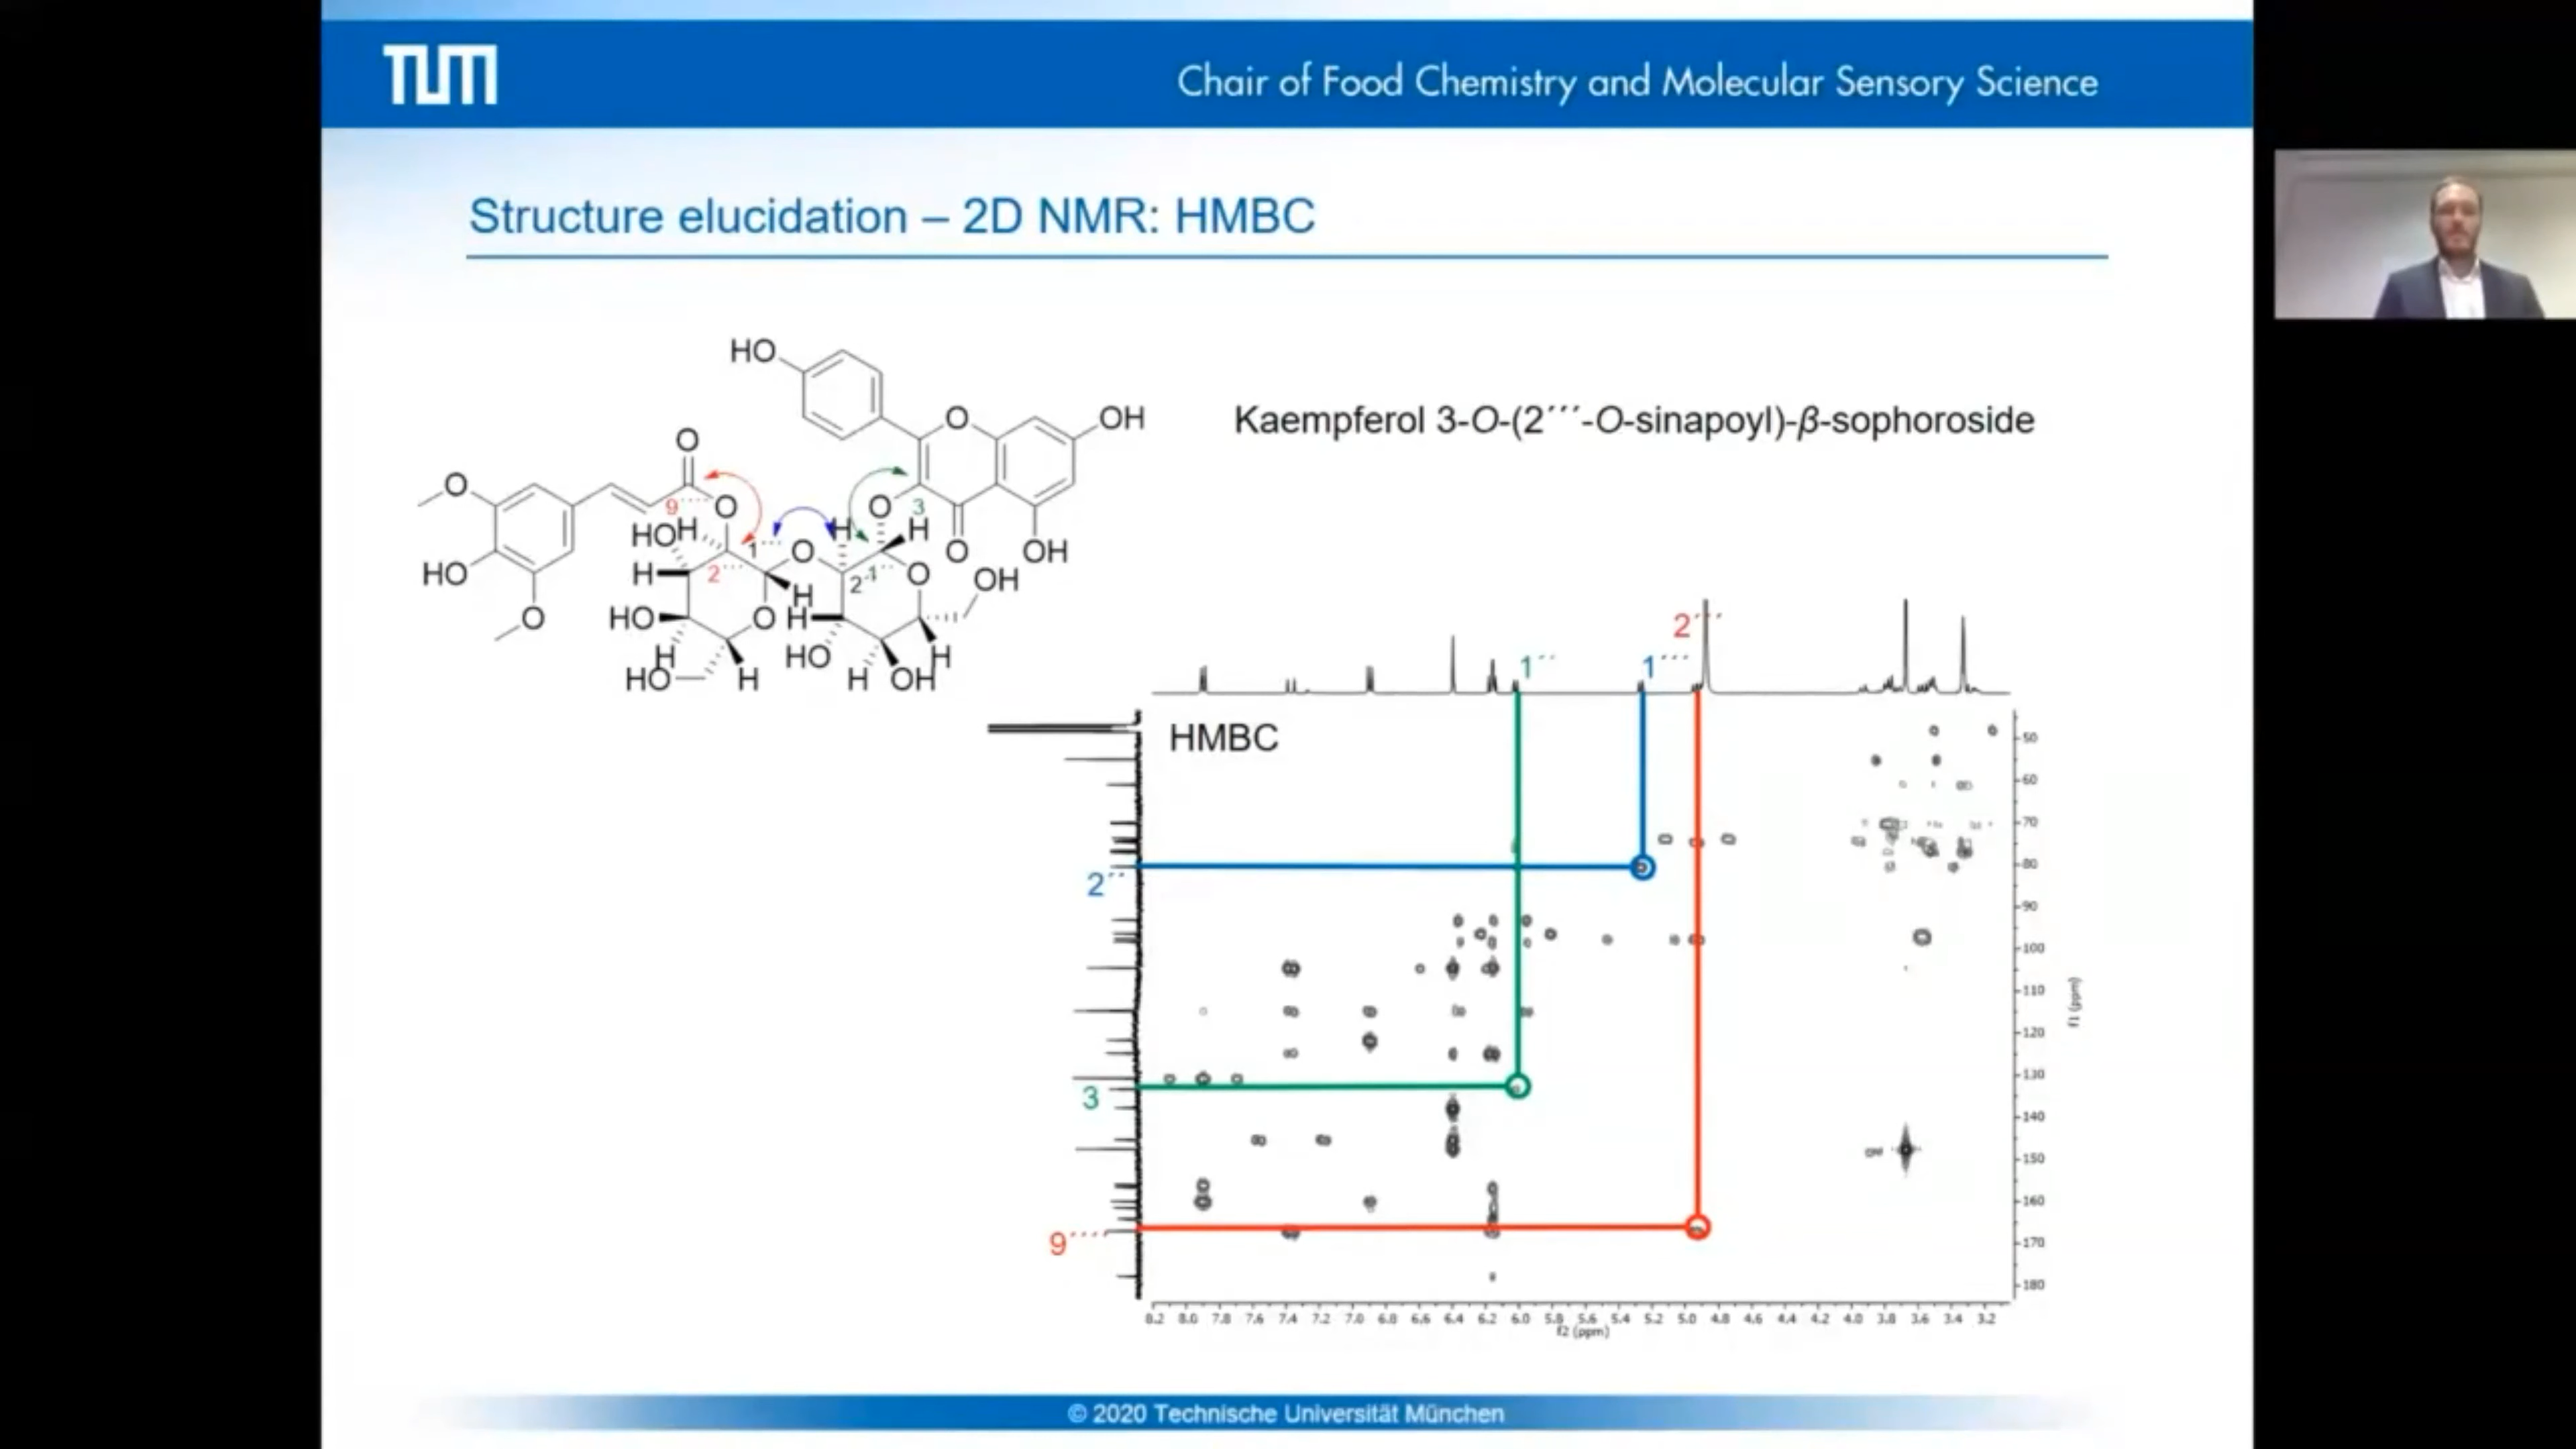 TUM
Chair of Food Chemistry and Molecular Sensory Science
Structure elucidation – 2D NMR: HMBC
Kaempferol 3-O-(2´´´-O-sinapoyl)-β-sophoroside
HO
O
OH
O
O
9´´´´
O
O
3
HO
H
H
H
O
OH
1´´´
O
HO
H
2´´´
2´´
1´´
O
OH
O
HO
O
H
H
H
HO
H
HO
H
H
OH
2´´´
1´´
1´´´
HMBC
2´´
3
9´´´´
50
60
70
80
90
100
110
120
130
140
150
160
170
180
f1 (ppm)
8.2 8.0 7.8 7.6 7.4 7.2 7.0 6.8 6.6 6.4 6.2 6.0 5.8 5.6 5.4 5.2 5.0 4.8 4.6 4.4 4.2 4.0 3.8 3.6 3.4 3.2
f2 (ppm)
© 2020 Technische Universität München